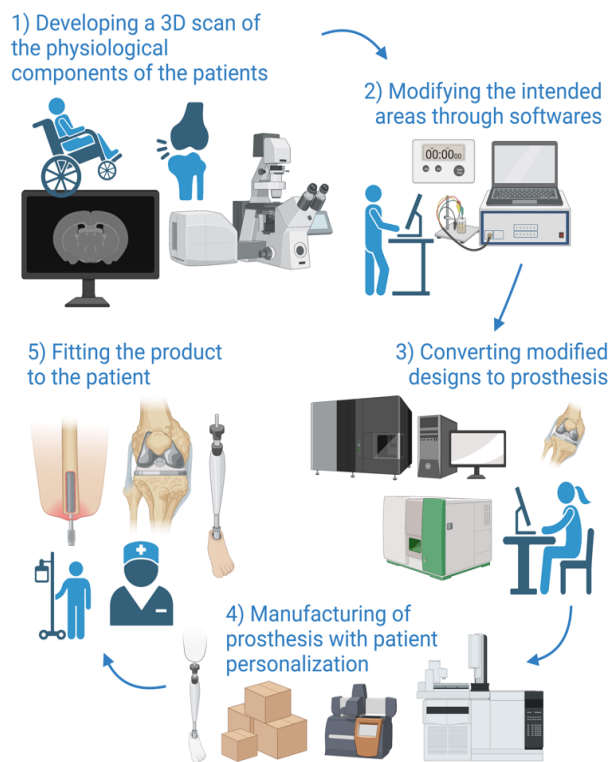 1) Developing a 3D scan of
the physiological
components of the patients
2) Modifying the intended
areas through softwares
00:00:00
3) Converting modified
designs to prosthesis
4) Manufacturing of
prosthesis with patient
personalization
5) Fitting the product
to the patient